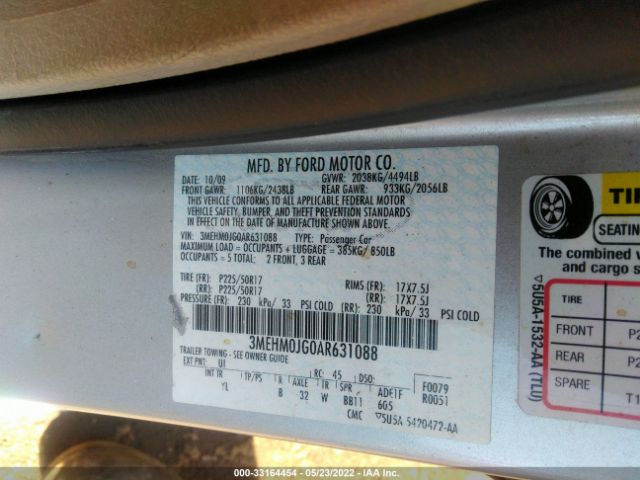 MFD. BY FORD MOTOR CO.
DATE: 10/09 GVWR: 2038KG/4494LB
FRONT GAWR: 1106KG/2438LB REAR GAWR: 933KG/2056LB
THIS VEHICLE CONFORMS TO ALL APPLICABLE FEDERAL MOTOR
VEHICLE SAFETY, BUMPER, AND THEFT PREVENTION STANDARDS
IN EFFECT ON THE DATE OF MANUFACTURE SHOWN ABOVE.
VIN: 3MEHM0JG0AR631088 TYPE: Passenger Car
MAXIMUM LOAD = OCCUPANTS + LUGGAGE = 385KG/ 850LB
OCCUPANTS = 5 TOTAL: 2 FRONT, 3 REAR
TIRE (FR): P225/50R17 RIMS (FR): 17X7.5J
(RR): P225/50R17 (RR): 17X7.5J
PRESSURE (FR): 230 kPa/ 33 PSI COLD (RR): 230 kPa/ 33 PSI COLD
3MEHM0JG0AR631088
TRAILER TOWING - SEE OWNER GUIDE
EXT PNT: UI RC: 45 DSO: F0079
INT TR TP/PS R AXLE TR SPR R0051
YL B 32 W BB11 605
CMC ▽5USA 5420472-AA
SEATING
The combined
and cargo
TIRE
FRONT
REAR
SPARE
▽5U5A-1532-AA (TLU)
000-33164454 - 05/23/2022 - IAA Inc.